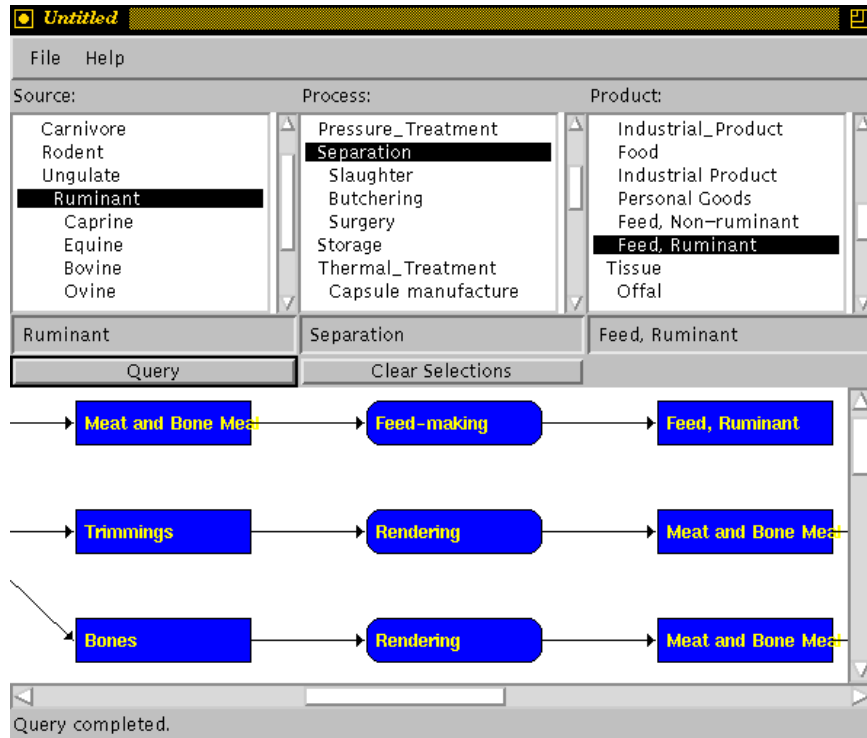 Untitled
File Help
Source: Process: Product:
Carnivore
Rodent
Ungulate
Ruminant
Caprine
Equine
Bovine
Ovine
Pressure_Treatment
Separation
Slaughter
Butchering
Surgery
Storage
Thermal_Treatment
Capsule manufacture
Industrial_Product
Food
Industrial Product
Personal Goods
Feed, Non-ruminant
Feed, Ruminant
Tissue
Offal
Ruminant Separation Feed, Ruminant
Query Clear Selections
Meat and Bone Meal Feed-making Feed, Ruminant
Trimmings Rendering Meat and Bone Meal
Bones Rendering Meat and Bone Meal
Query completed.